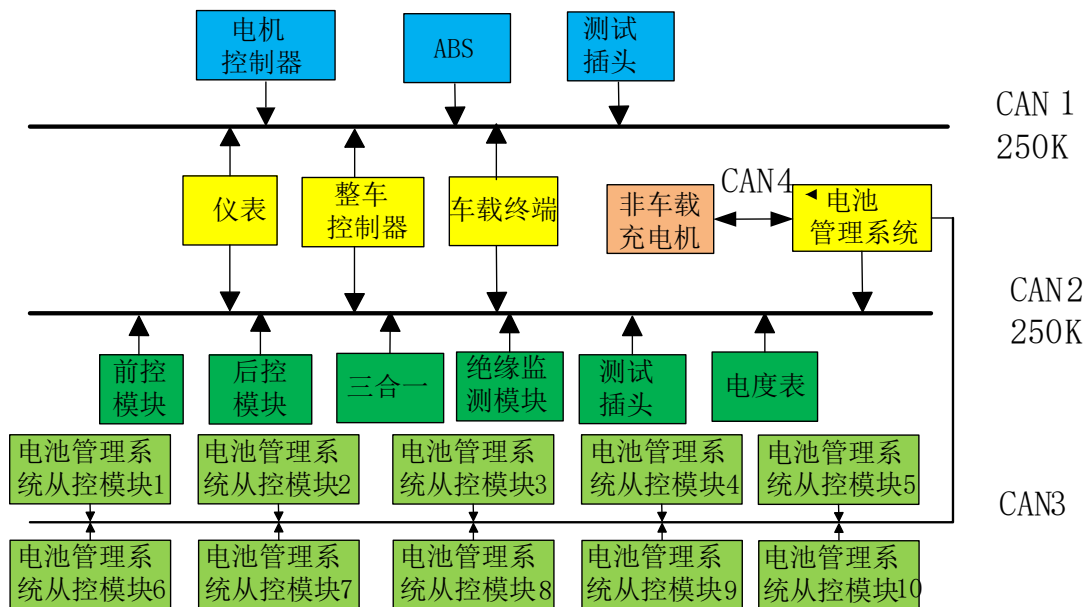 电机
控制器
ABS
测试
插头
CAN 1
250K
仪表
整车
控制器
车载终端
非车载
充电机
CAN4
电池
管理系统
CAN2
250K
前控
模块
后控
模块
三合一
绝缘监
测模块
测试
插头
电度表
电池管理系
统从控模块1
电池管理系
统从控模块2
电池管理系
统从控模块3
电池管理系
统从控模块4
电池管理系
统从控模块5
CAN3
电池管理系
统从控模块6
电池管理系
统从控模块7
电池管理系
统从控模块8
电池管理系
统从控模块9
电池管理系
统从控模块10